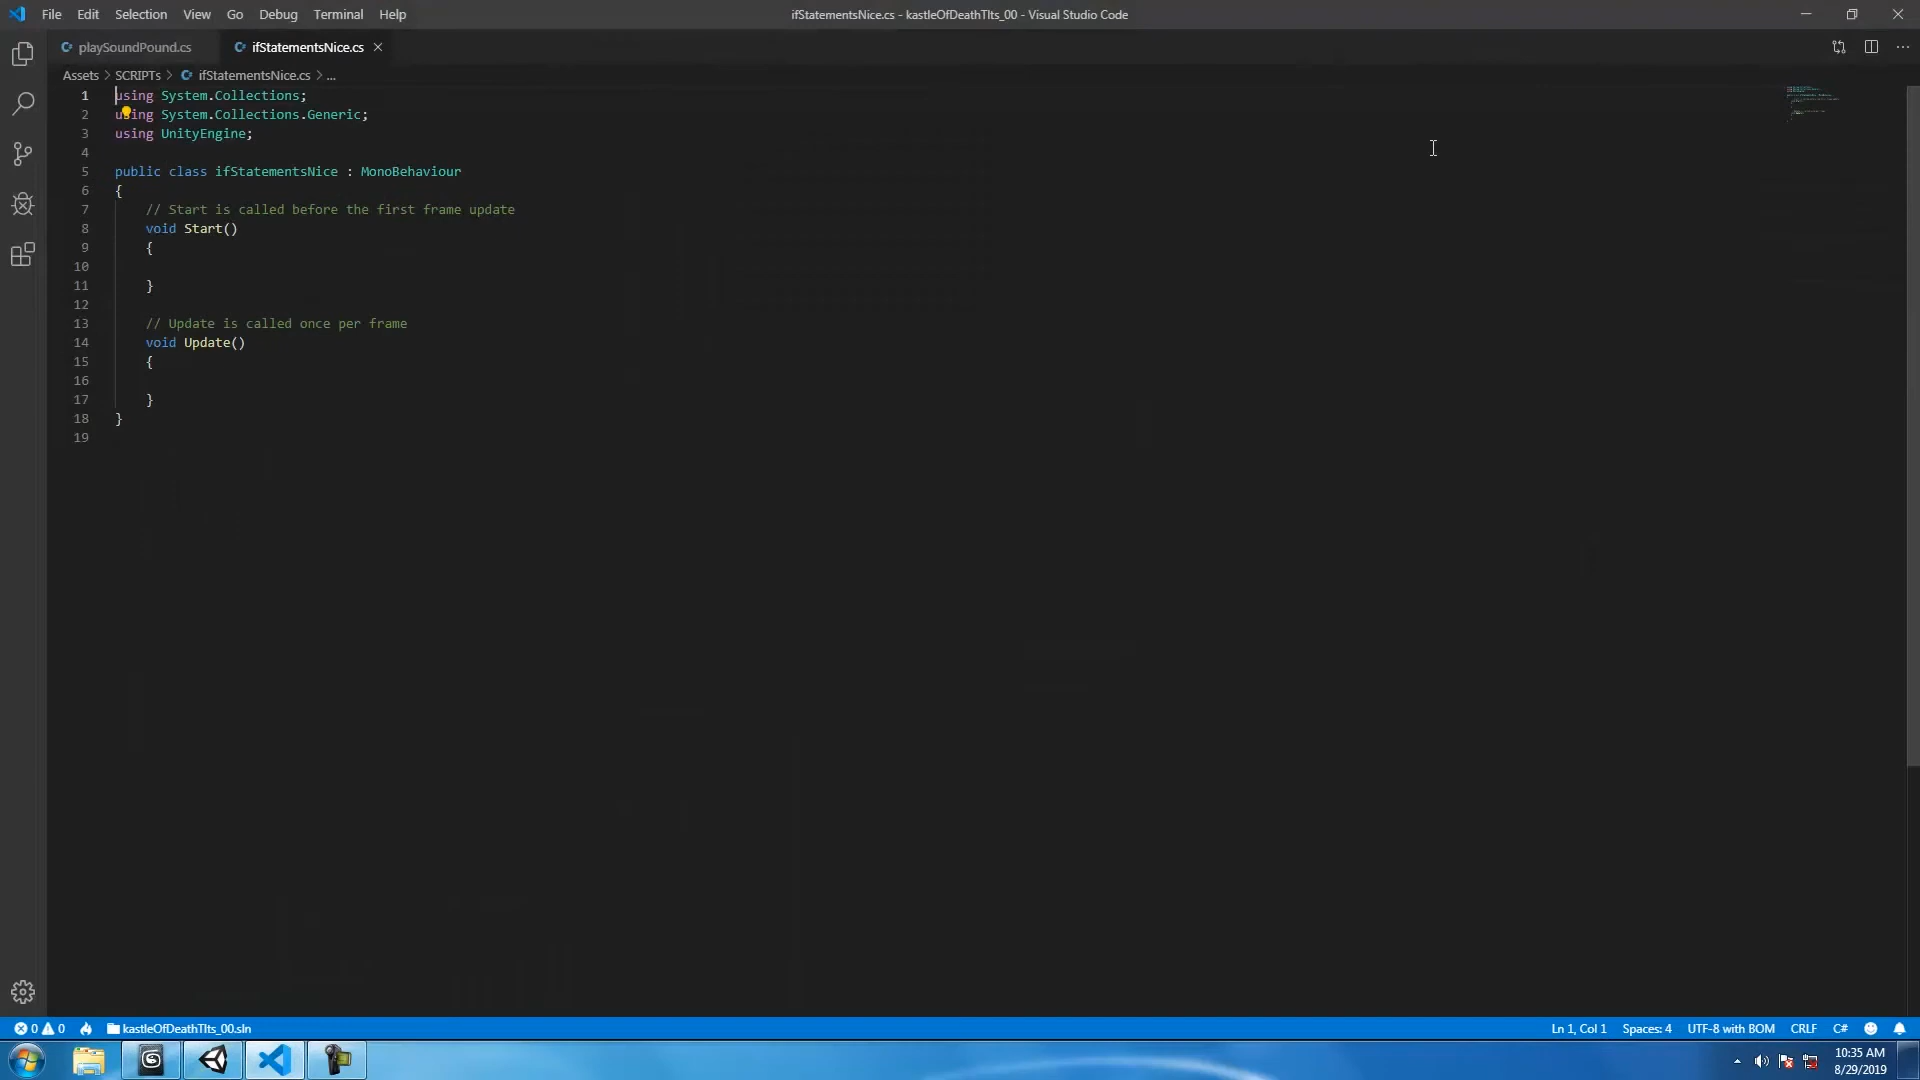 File Edit Selection View Go Debug Terminal Help
ifStatementsNice.cs - kastleOfDeathTIts_00 - Visual Studio Code
playSoundPound.cs
ifStatementsNice.cs
Assets > SCRIPTs > ifStatementsNice.cs > ...
1 using System.Collections;
2 using System.Collections.Generic;
3 using UnityEngine;
4
5 public class ifStatementsNice : MonoBehaviour
6 {
7 // Start is called before the first frame update
8 void Start()
9 {
10
11 }
12
13 // Update is called once per frame
14 void Update()
15 {
16
17 }
18 }
19
0 0 kastleOfDeathTIts_00.sln
Ln 1, Col 1 Spaces: 4 UTF-8 with BOM CRLF C#
10:35 AM
8/29/2019